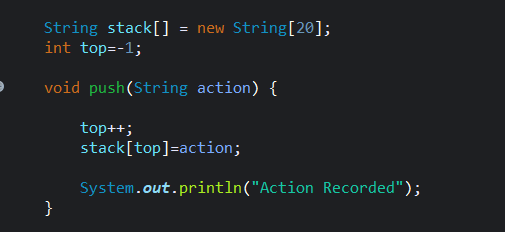 String stack[] = new String[20];
int top=-1;
void push(String action) {
top++;
stack[top]=action;
System.out.println("Action Recorded");
}